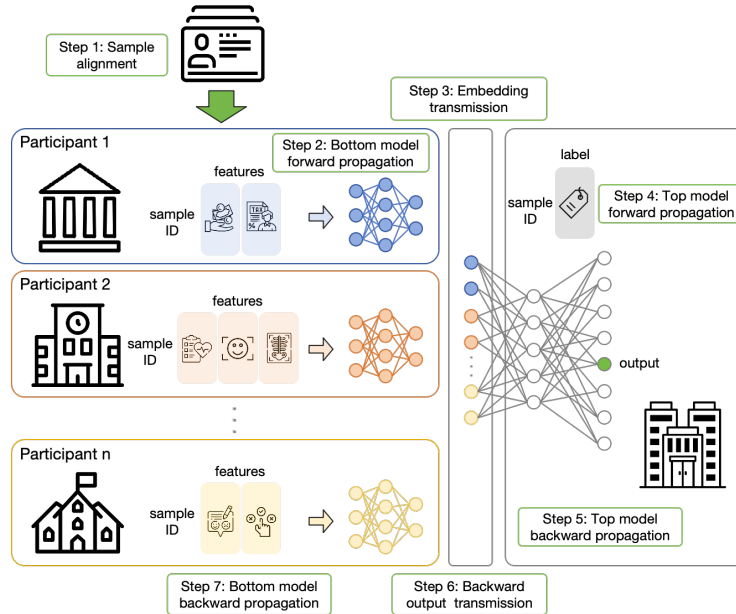 Step 1: Sample
alignment
Step 3: Embedding
transmission
Participant 1
Step 2: Bottom model
forward propagation
features
sample
ID
TAX
%
label
sample
ID
Step 4: Top model
forward propagation
Participant 2
features
sample
ID
output
Participant n
features
sample
ID
Step 5: Top model
backward propagation
Step 7: Bottom model
backward propagation
Step 6: Backward
output transmission